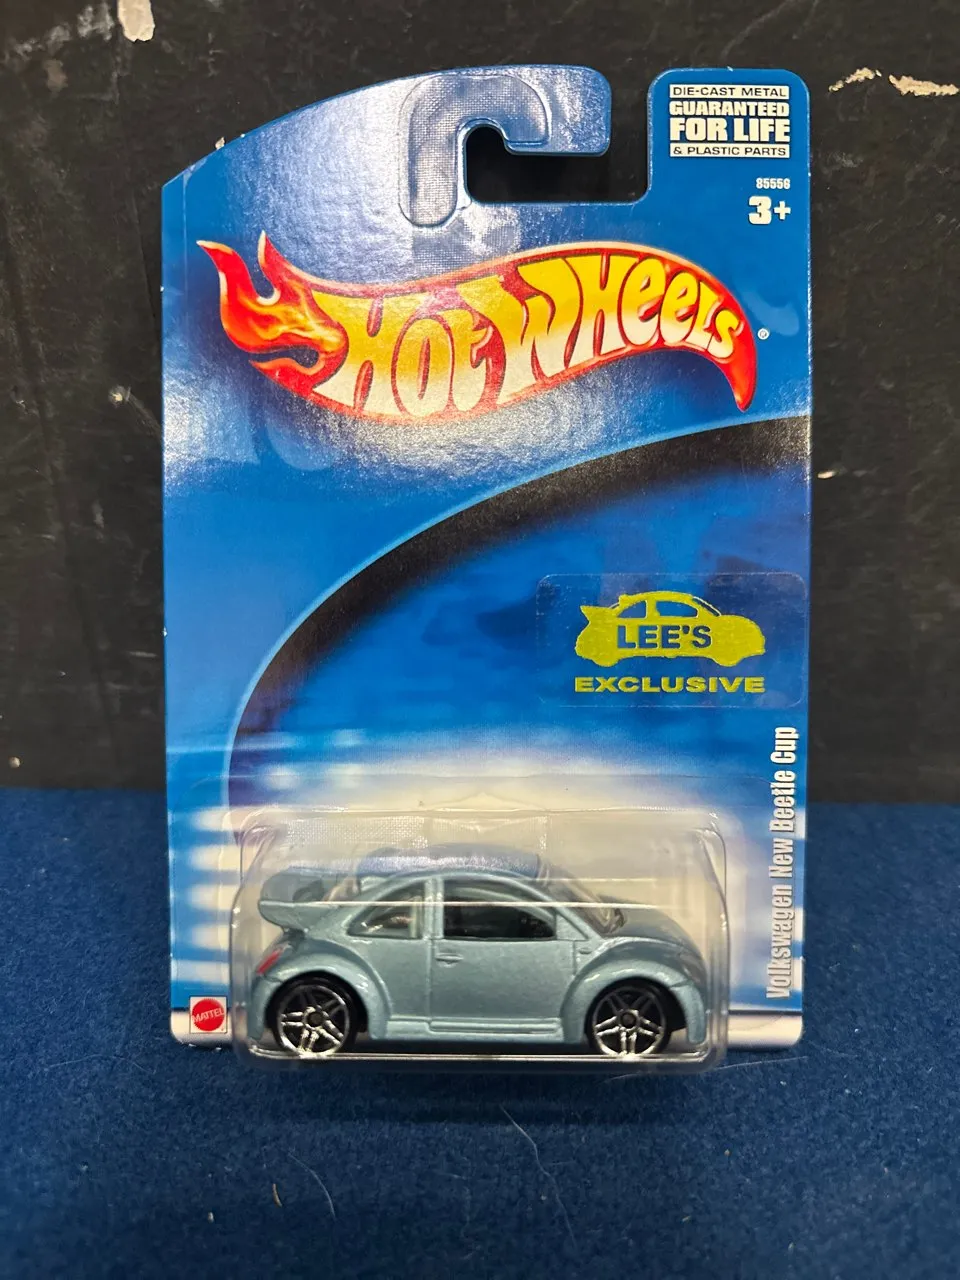 DIE-CAST METAL
GUARANTEED
FOR LIFE
& PLASTIC PARTS
85556
3+
HOT WHEELS®
LEE'S
EXCLUSIVE
Volkswagen New Beetle Cup
MATTEL